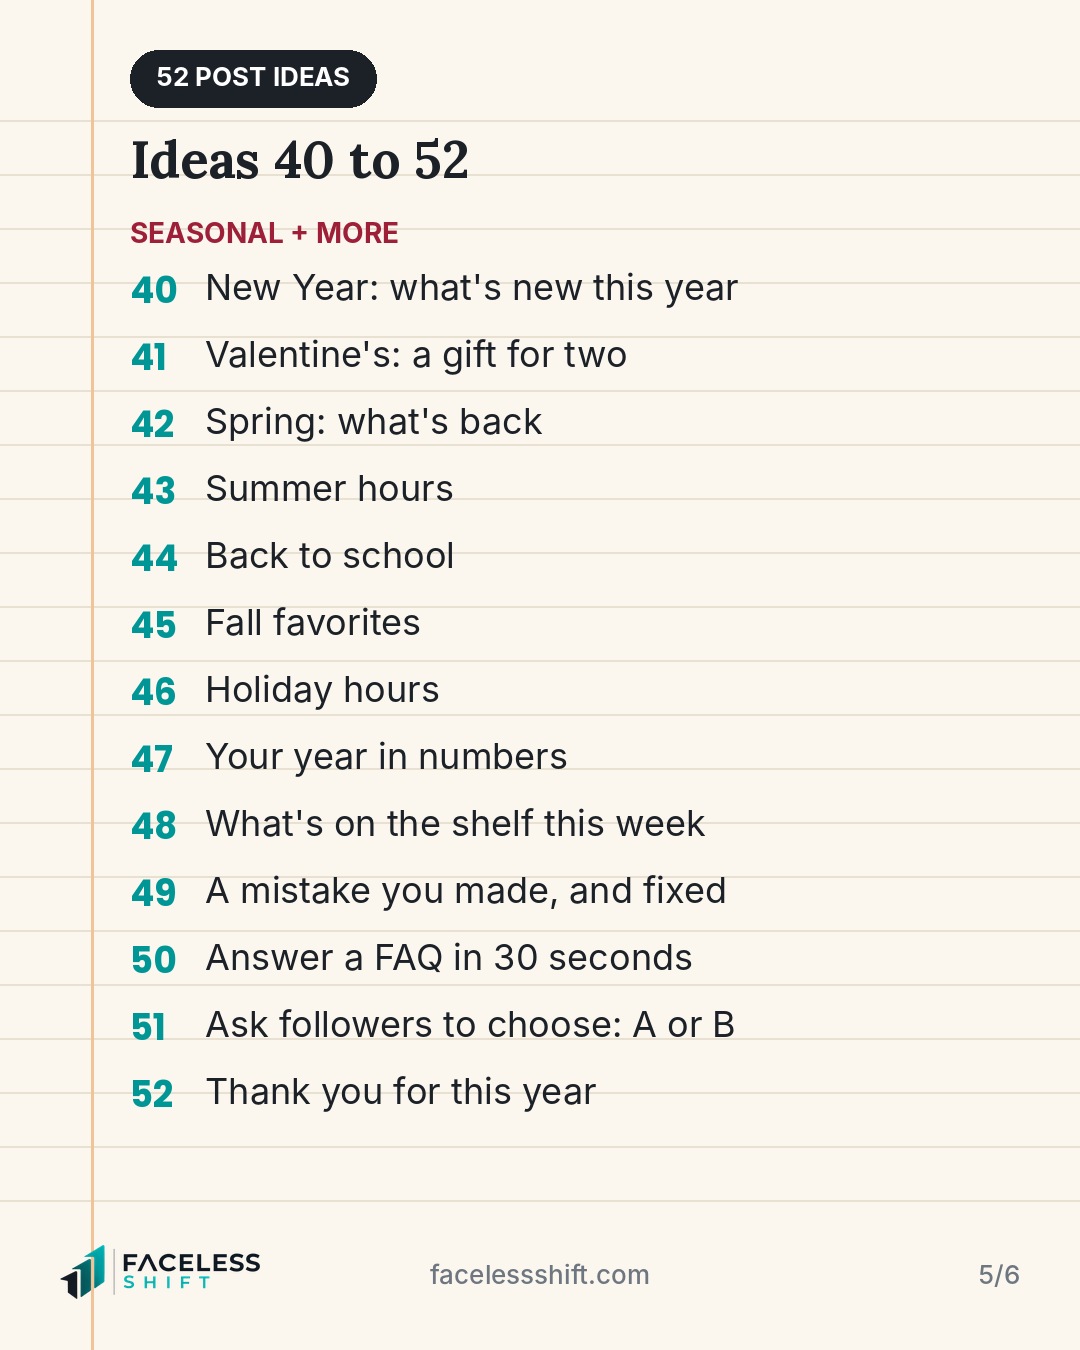 52 POST IDEAS
Ideas 40 to 52
SEASONAL + MORE
40 New Year: what's new this year
41 Valentine's: a gift for two
42 Spring: what's back
43 Summer hours
44 Back to school
45 Fall favorites
46 Holiday hours
47 Your year in numbers
48 What's on the shelf this week
49 A mistake you made, and fixed
50 Answer a FAQ in 30 seconds
51 Ask followers to choose: A or B
52 Thank you for this year
FACELESS
SHIFT
facelessshift.com
5/6